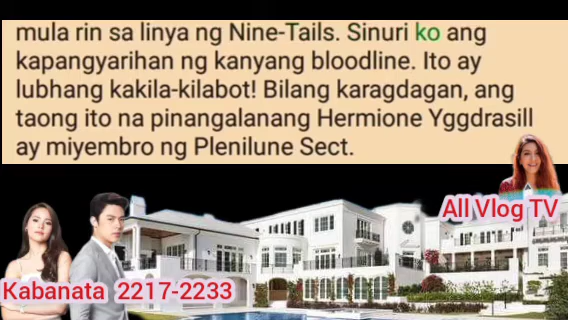 mula rin sa linya ng Nine-Tails. Sinuri ko ang
kapangyarihan ng kanyang bloodline. Ito ay
lubhang kakila-kilabot! Bilang karagdagan, ang
taong ito na pinangalanang Hermione Yggdrasill
ay miyembro ng Plenilune Sect.
All Vlog TV
Kabanata 2217-2233